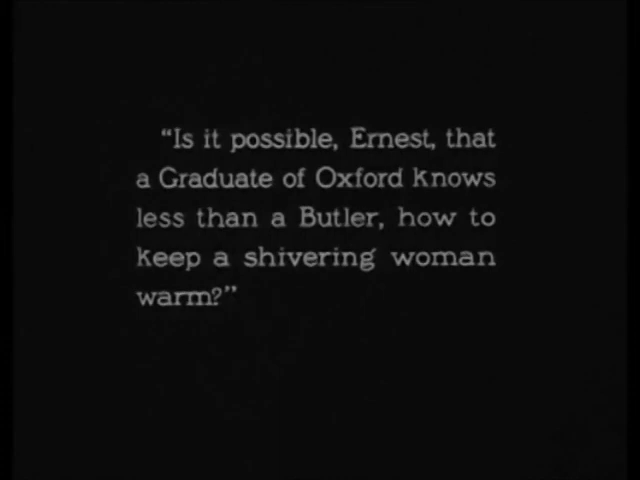 “Is it possible, Ernest, that
a Graduate of Oxford knows
less than a Butler, how to
keep a shivering woman
warm?”